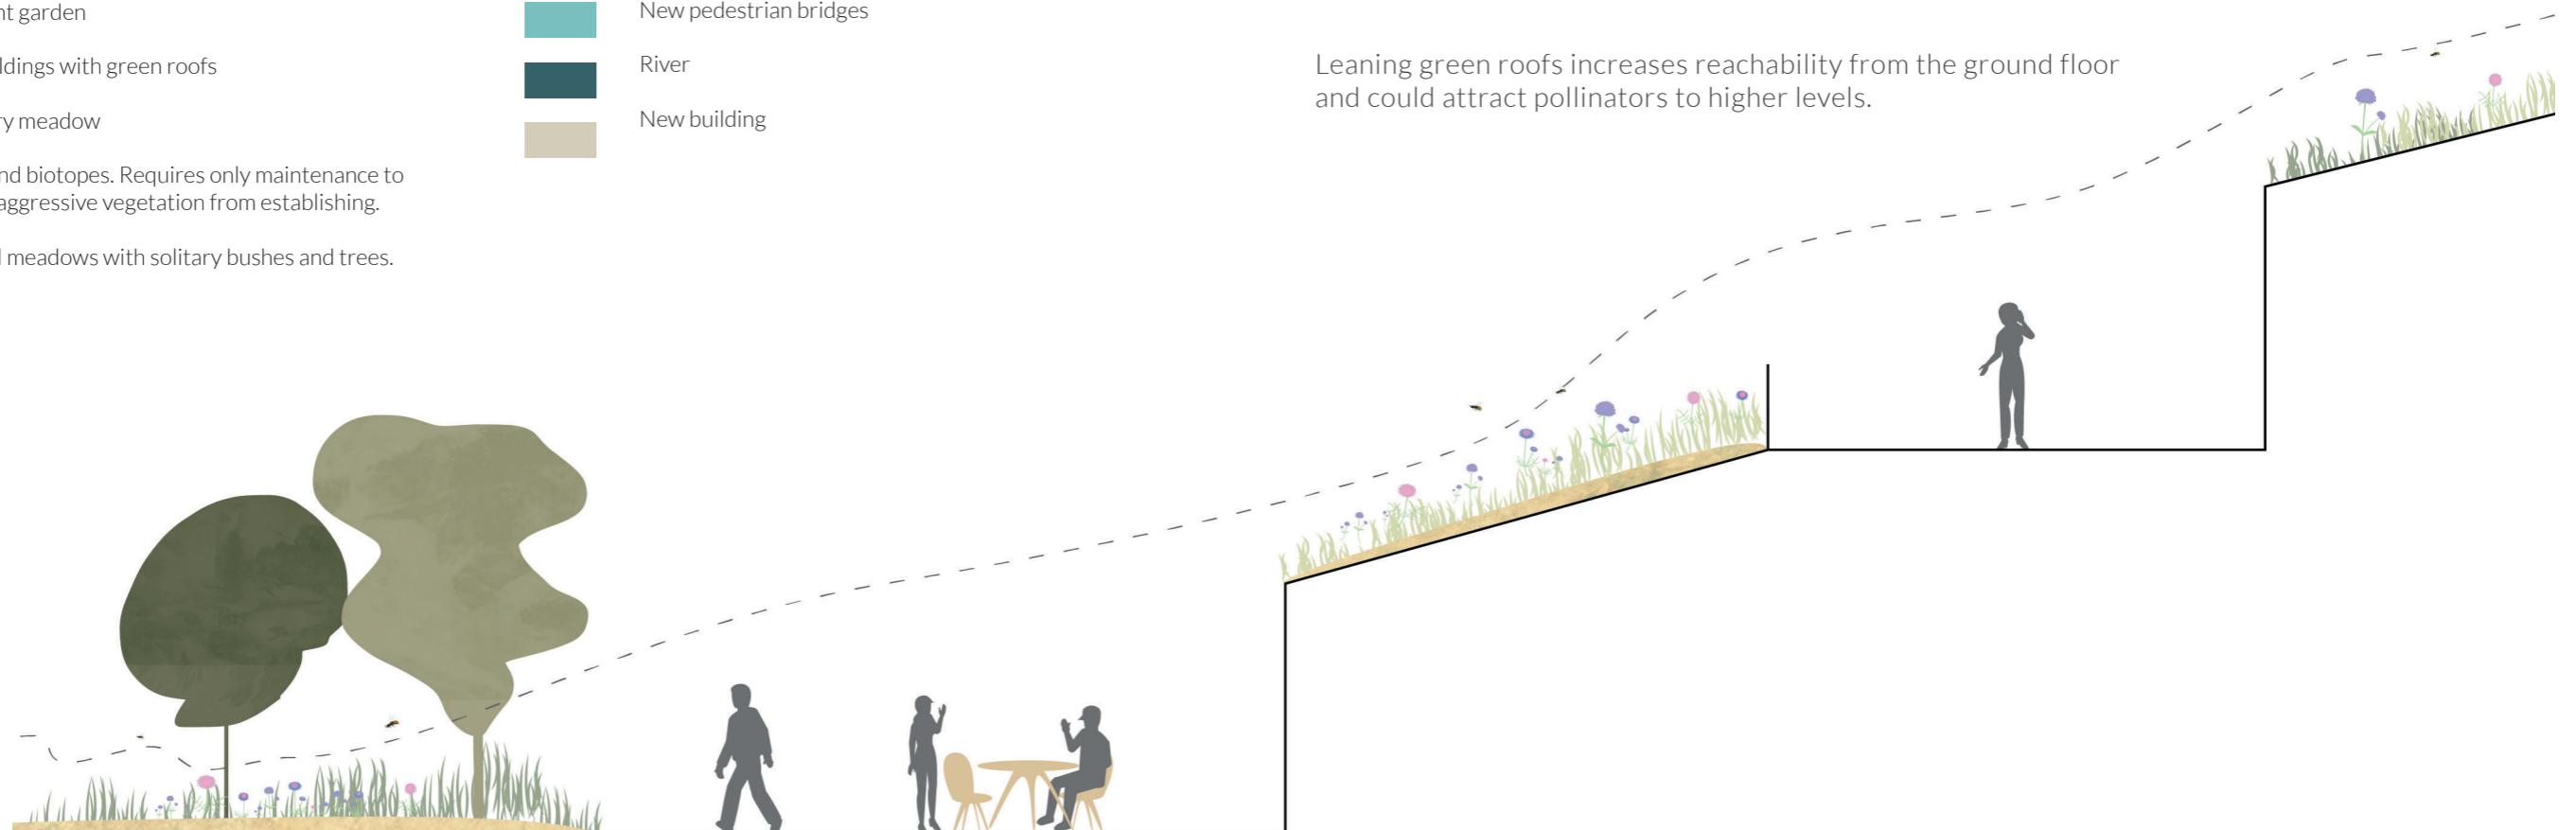 nt garden
ldings with green roofs
ry meadow
nd biotopes. Requires only maintenance to
aggressive vegetation from establishing.
l meadows with solitary bushes and trees.
New pedestrian bridges
River
New building
Leaning green roofs increases reachability from the ground floor
and could attract pollinators to higher levels.